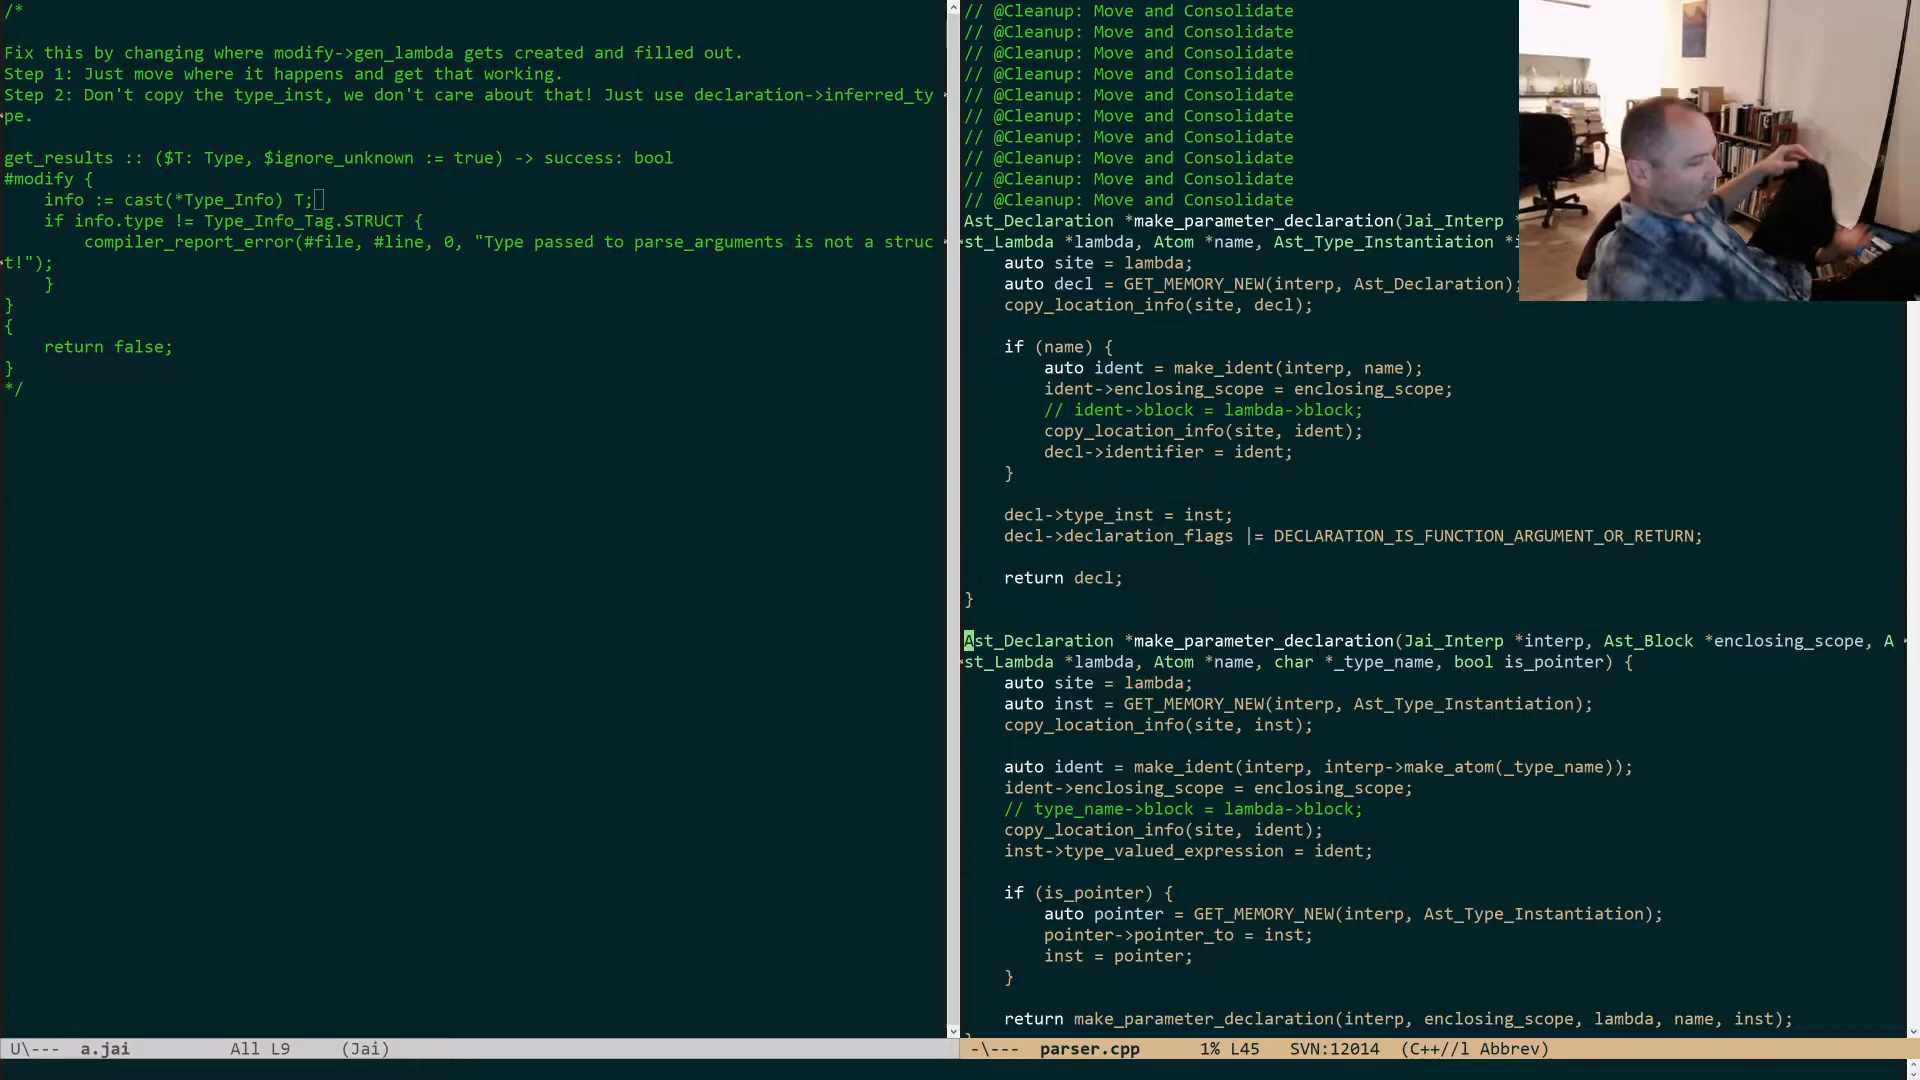 /*
Fix this by changing where modify->gen_lambda gets created and filled out.
Step 1: Just move where it happens and get that working.
Step 2: Don't copy the type_inst, we don't care about that! Just use declaration->inferred_ty
pe.
get_results :: ($T: Type, $ignore_unknown := true) -> success: bool
#modify {
    info := cast(*Type_Info) T;
    if info.type != Type_Info_Tag.STRUCT {
        compiler_report_error(#file, #line, 0, "Type passed to parse_arguments is not a struc
t!");
    }
}
{
    return false;
}
*/
U\---  a.jai          All L9     (Jai)
// @Cleanup: Move and Consolidate
// @Cleanup: Move and Consolidate
// @Cleanup: Move and Consolidate
// @Cleanup: Move and Consolidate
// @Cleanup: Move and Consolidate
// @Cleanup: Move and Consolidate
// @Cleanup: Move and Consolidate
// @Cleanup: Move and Consolidate
// @Cleanup: Move and Consolidate
// @Cleanup: Move and Consolidate
Ast_Declaration *make_parameter_declaration(Jai_Interp *
st_Lambda *lambda, Atom *name, Ast_Type_Instantiation *i
    auto site = lambda;
    auto decl = GET_MEMORY_NEW(interp, Ast_Declaration);
    copy_location_info(site, decl);
    if (name) {
        auto ident = make_ident(interp, name);
        ident->enclosing_scope = enclosing_scope;
        // ident->block = lambda->block;
        copy_location_info(site, ident);
        decl->identifier = ident;
    }
    decl->type_inst = inst;
    decl->declaration_flags |= DECLARATION_IS_FUNCTION_ARGUMENT_OR_RETURN;
    return decl;
}
Ast_Declaration *make_parameter_declaration(Jai_Interp *interp, Ast_Block *enclosing_scope, A
st_Lambda *lambda, Atom *name, char *_type_name, bool is_pointer) {
    auto site = lambda;
    auto inst = GET_MEMORY_NEW(interp, Ast_Type_Instantiation);
    copy_location_info(site, inst);
    auto ident = make_ident(interp, interp->make_atom(_type_name));
    ident->enclosing_scope = enclosing_scope;
    // type_name->block = lambda->block;
    copy_location_info(site, ident);
    inst->type_valued_expression = ident;
    if (is_pointer) {
        auto pointer = GET_MEMORY_NEW(interp, Ast_Type_Instantiation);
        pointer->pointer_to = inst;
        inst = pointer;
    }
    return make_parameter_declaration(interp, enclosing_scope, lambda, name, inst);
-\---  parser.cpp      1% L45   SVN:12014  (C++//l Abbrev)